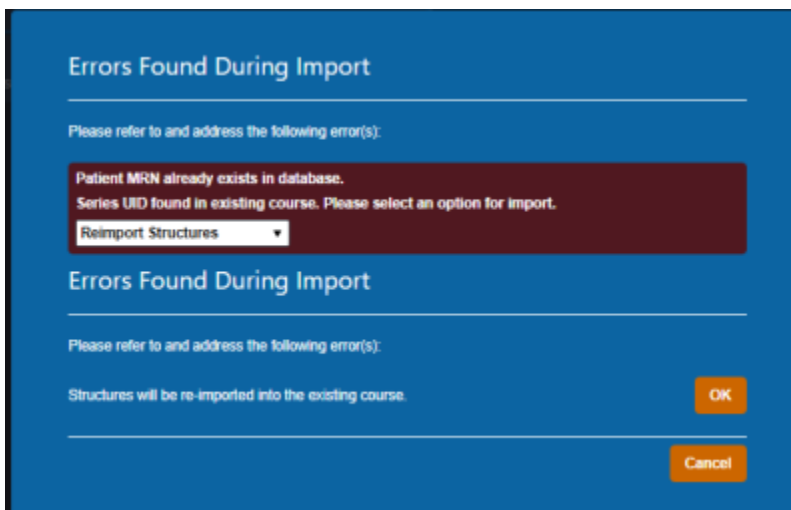 Errors Found During Import
Please refer to and address the following error(s):
Patient MRN already exists in database.
Series UID found in existing course. Please select an option for import.
Reimport Structures
Errors Found During Import
Please refer to and address the following error(s):
Structures will be re-imported into the existing course.
OK
Cancel